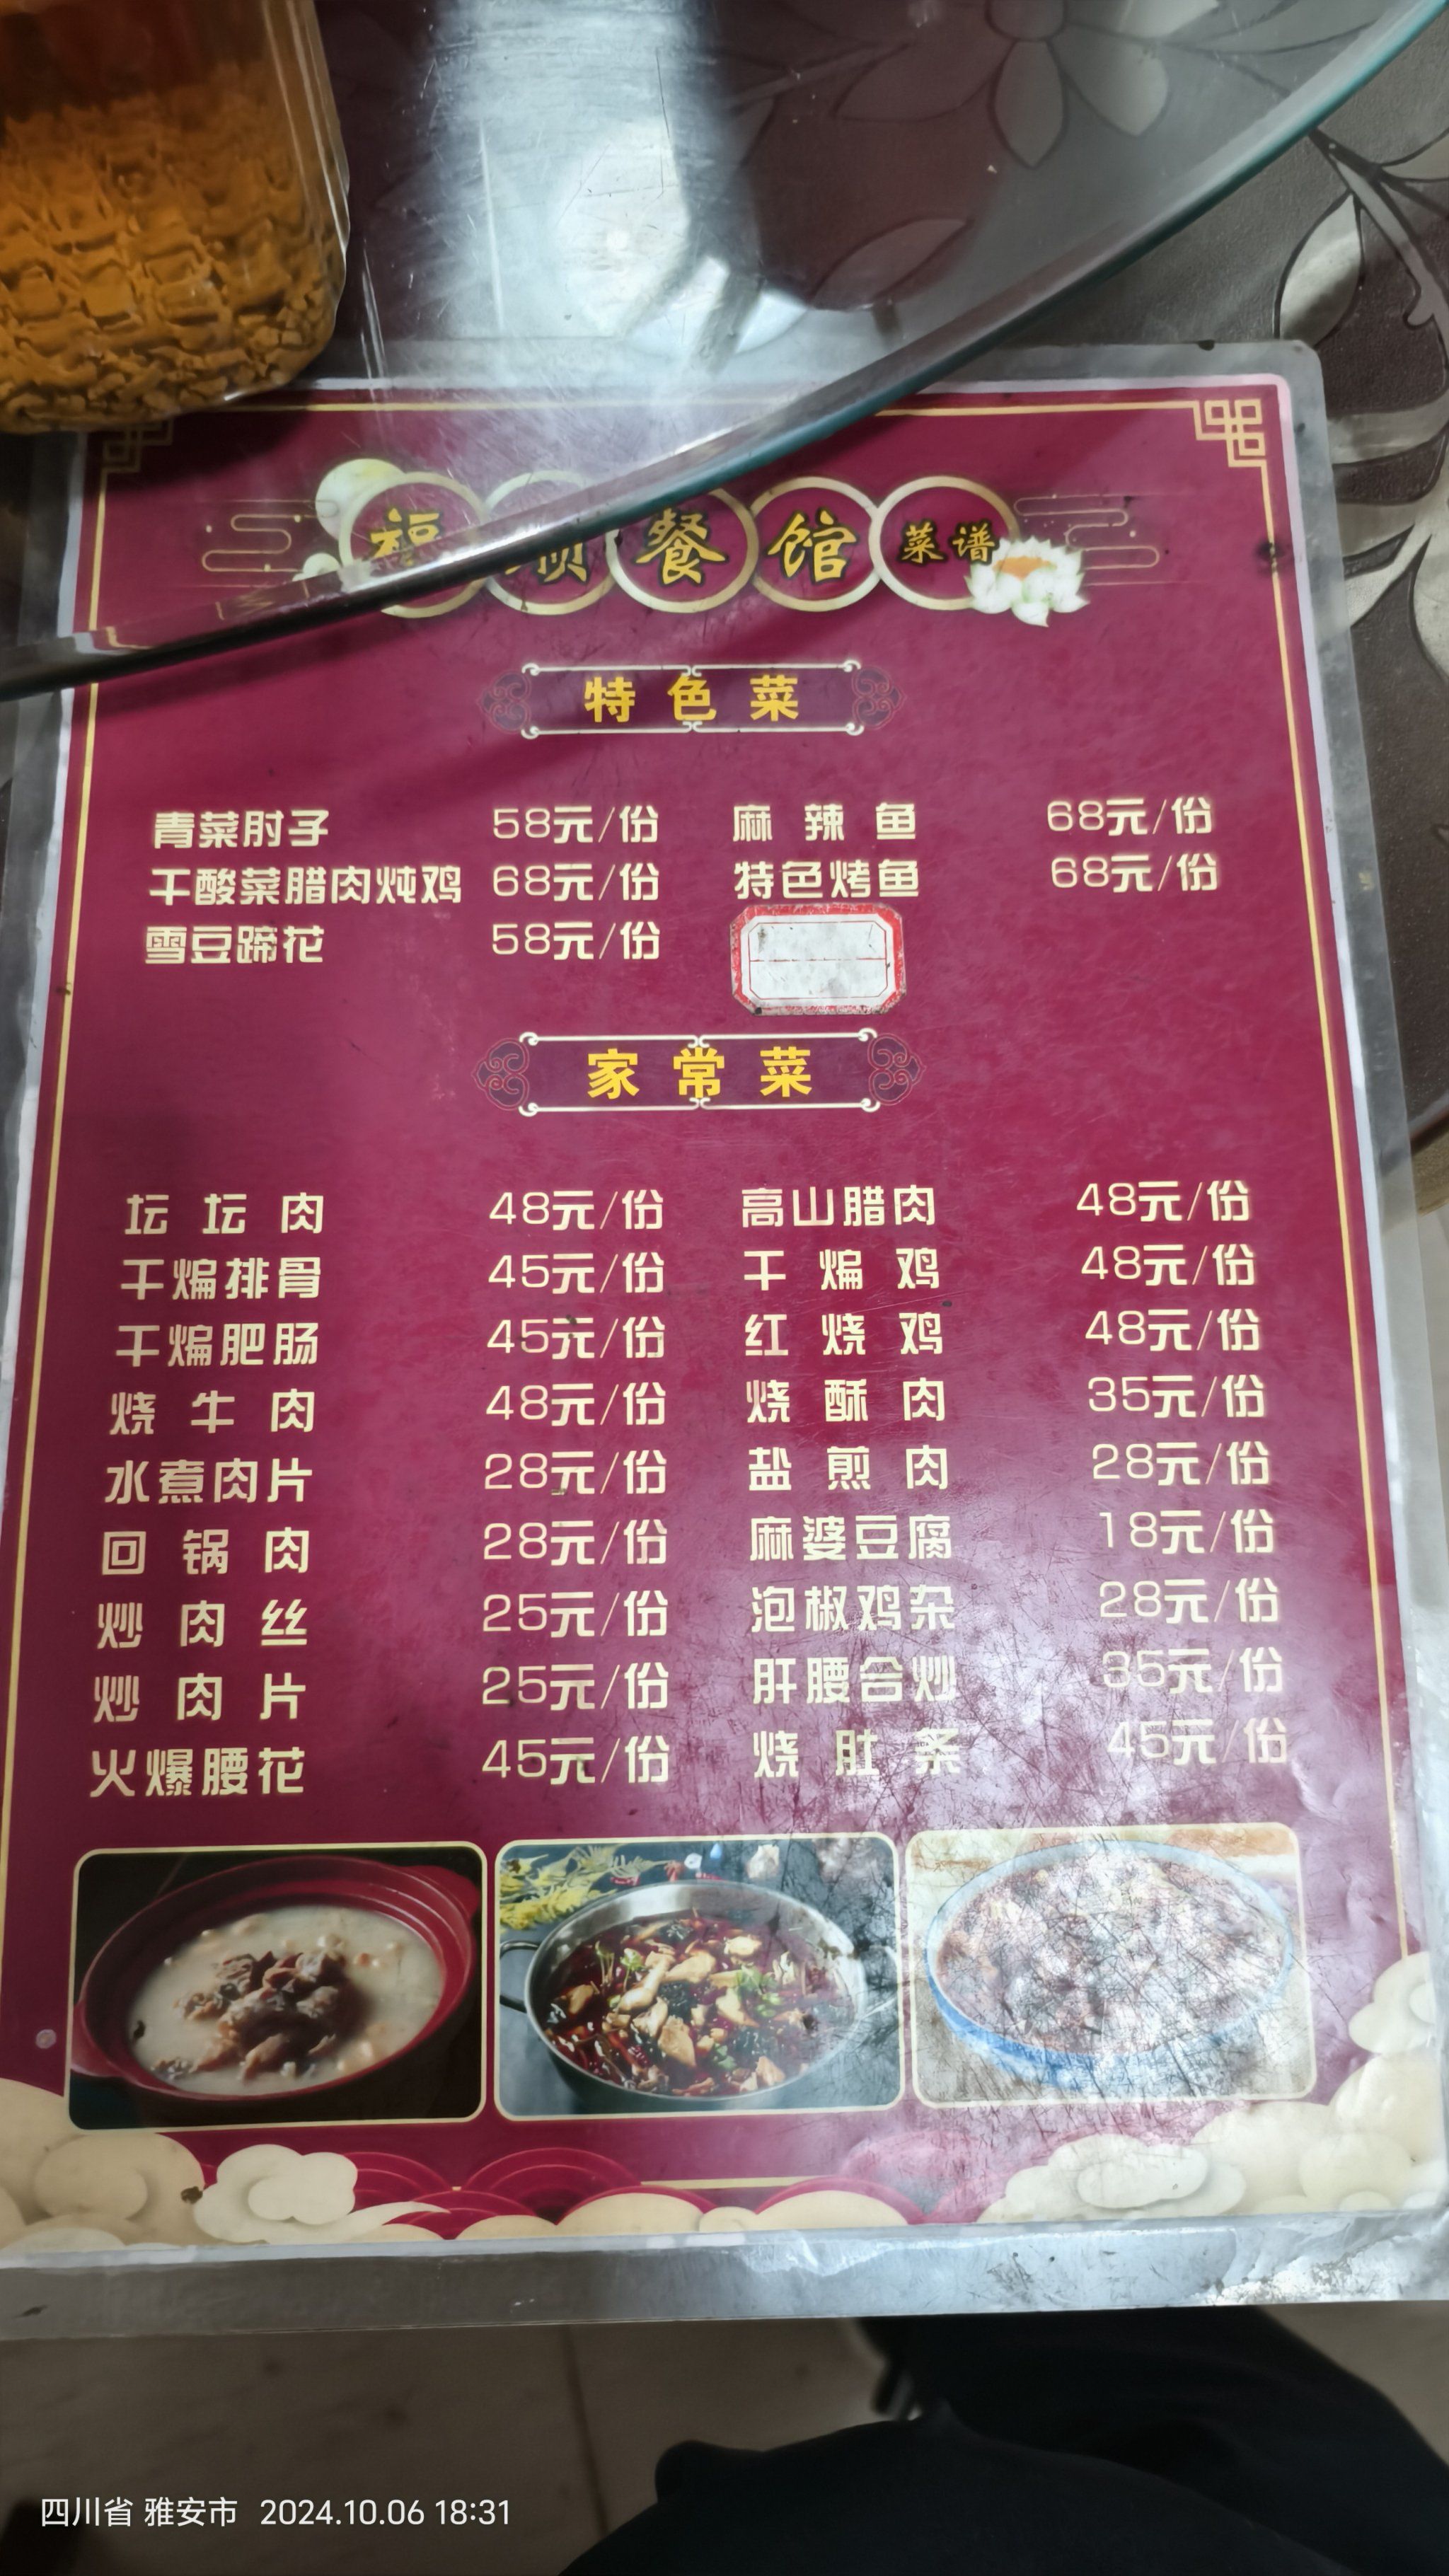 福顺餐馆菜谱
特色菜
青菜肘子 58元/份 麻辣鱼 68元/份
干酸菜腊肉炖鸡 68元/份 特色烤鱼 68元/份
雪豆蹄花 58元/份
家常菜
坛坛肉 48元/份 高山腊肉 48元/份
干煸排骨 45元/份 干煸鸡 48元/份
干煸肥肠 45元/份 红烧鸡 48元/份
烧牛肉 48元/份 烧酥肉 35元/份
水煮肉片 28元/份 盐煎肉 28元/份
回锅肉 28元/份 麻婆豆腐 18元/份
炒肉丝 25元/份 泡椒鸡杂 28元/份
炒肉片 25元/份 肝腰合炒 35元/份
火爆腰花 45元/份 烧肚条 45元/份
四川省 雅安市 2024.10.06 18:31